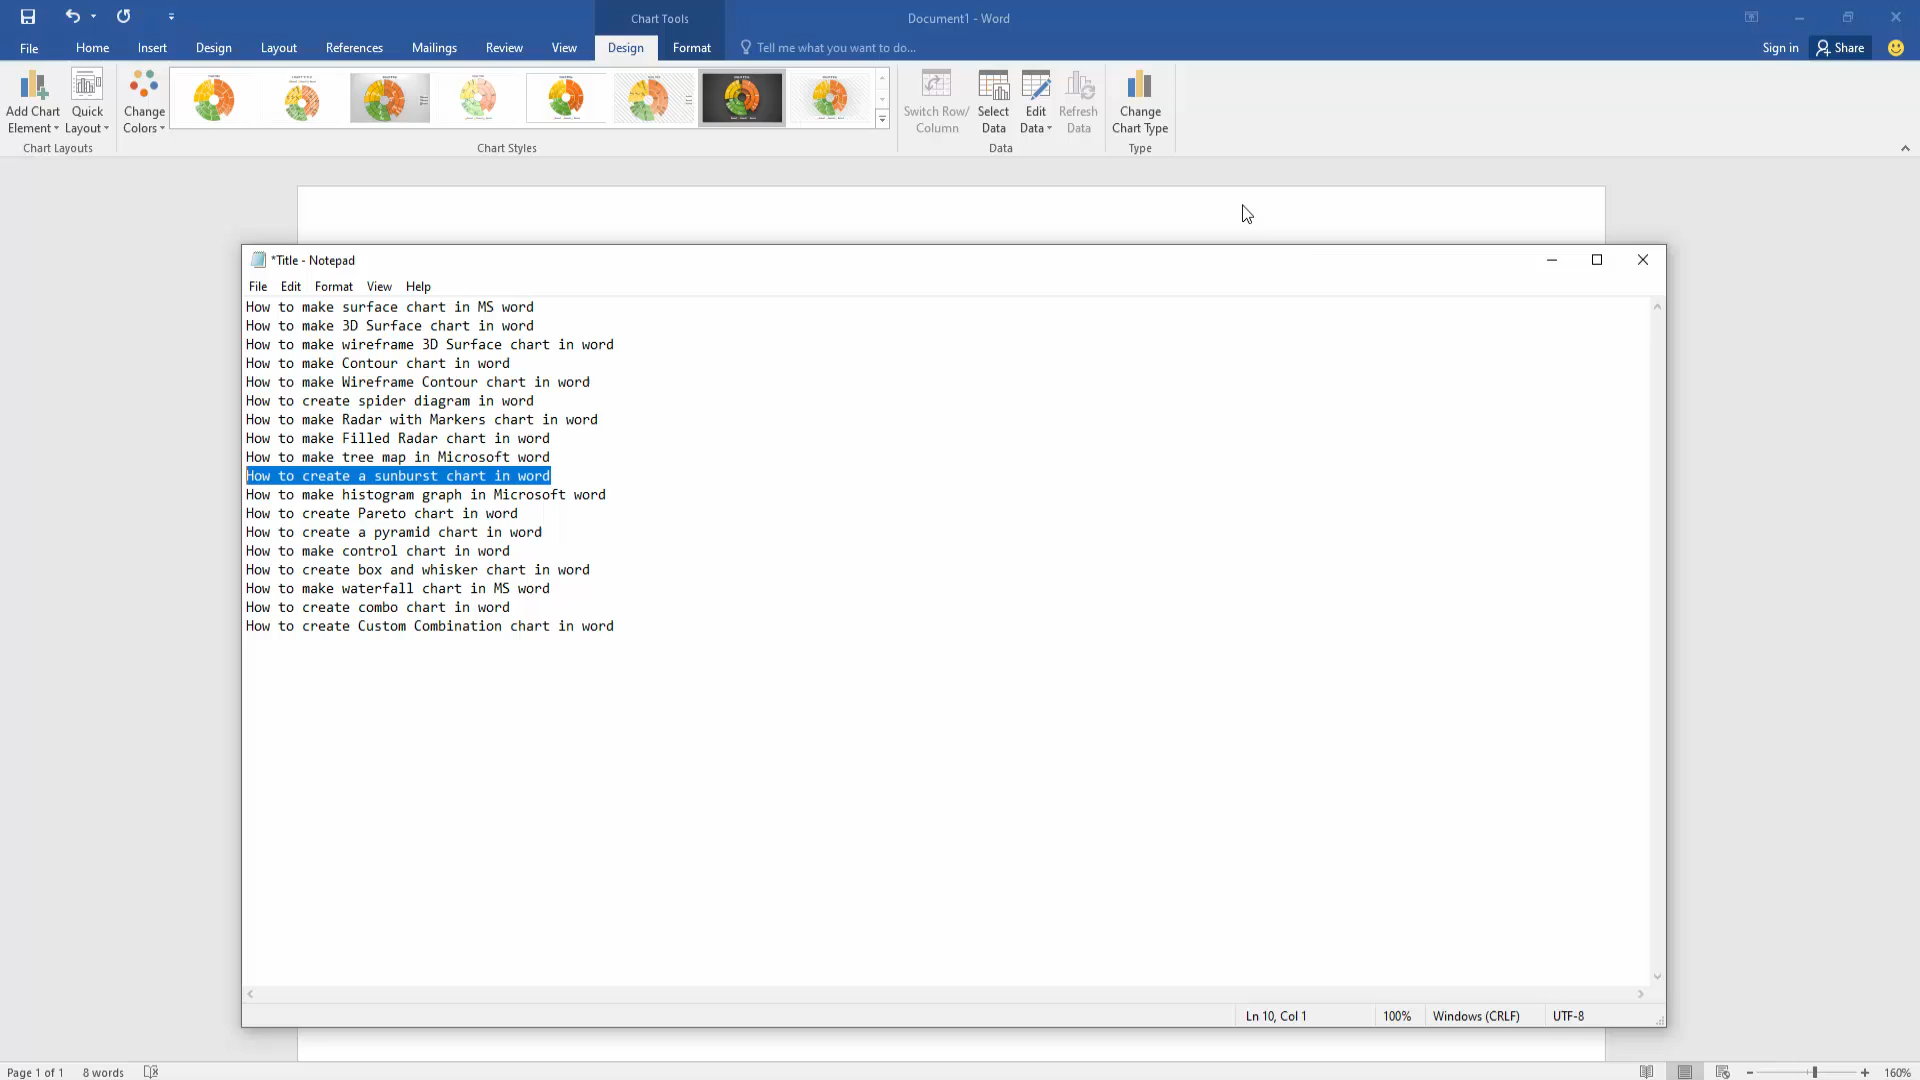 Chart Tools
Document1 - Word
File Home Insert Design Layout References Mailings Review View Design Format Tell me what you want to do... Sign in Share
Add Chart Element
Quick Layout
Change Colors
Switch Row/ Column
Select Data
Edit Data
Refresh Data
Change Chart Type
Chart Layouts Chart Styles Data Type
*Title - Notepad
File Edit Format View Help
How to make surface chart in MS word
How to make 3D Surface chart in word
How to make wireframe 3D Surface chart in word
How to make Contour chart in word
How to make Wireframe Contour chart in word
How to create spider diagram in word
How to make Radar with Markers chart in word
How to make Filled Radar chart in word
How to make tree map in Microsoft word
How to create a sunburst chart in word
How to make histogram graph in Microsoft word
How to create Pareto chart in word
How to create a pyramid chart in word
How to make control chart in word
How to create box and whisker chart in word
How to make waterfall chart in MS word
How to create combo chart in word
How to create Custom Combination chart in word
Ln 10, Col 1 100% Windows (CRLF) UTF-8
Page 1 of 1 8 words 160%